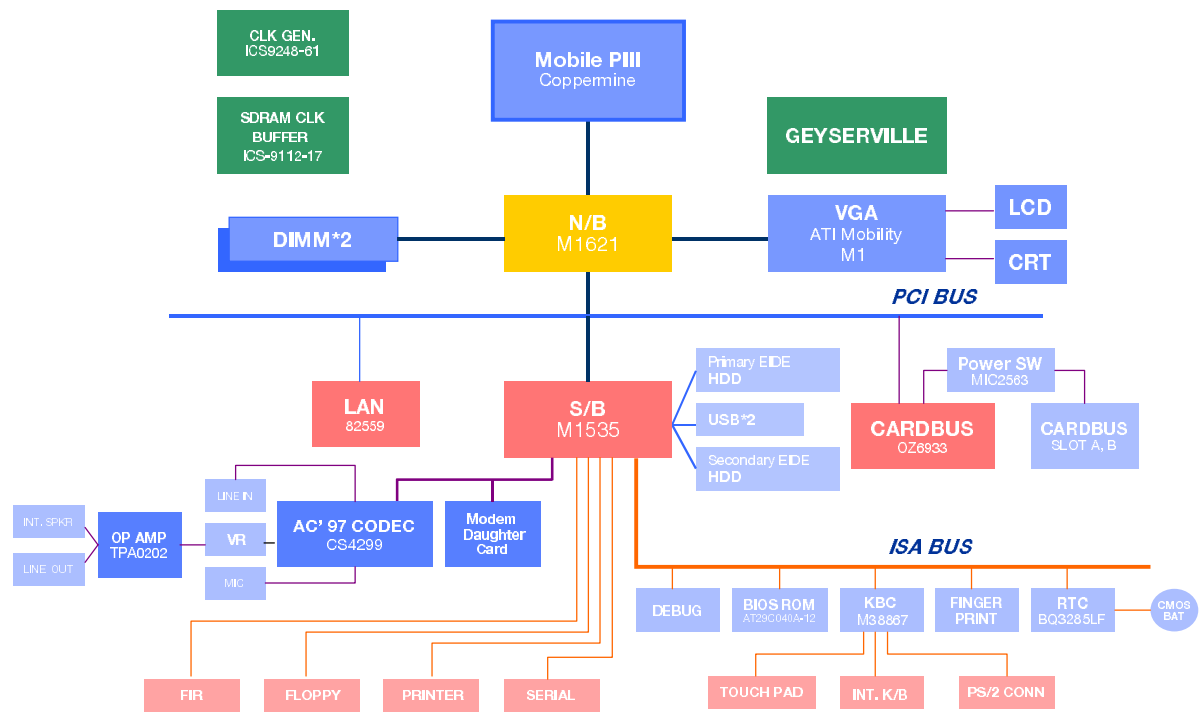 CLK GEN.
ICS9248-61
Mobile PIII
Coppermine
SDRAM CLK
BUFFER
ICS-9112-17
GEYSERVILLE
DIMM*2
N/B
M1621
VGA
ATI Mobility
M1
LCD
CRT
PCI BUS
LAN
82559
S/B
M1535
Primary EIDE
HDD
USB*2
Secondary EIDE
HDD
Power SW
MIC2563
CARDBUS
OZ6933
CARDBUS
SLOT A, B
INT. SPKR
LINE OUT
OP AMP
TPA0202
LINE IN
VR
MIC
AC' 97 CODEC
CS4299
Modem
Daughter
Card
ISA BUS
DEBUG
BIOS ROM
AT29C040A-12
KBC
M38867
FINGER
PRINT
RTC
BQ3285LF
CMOS
BAT
FIR
FLOPPY
PRINTER
SERIAL
TOUCH PAD
INT. K/B
PS/2 CONN